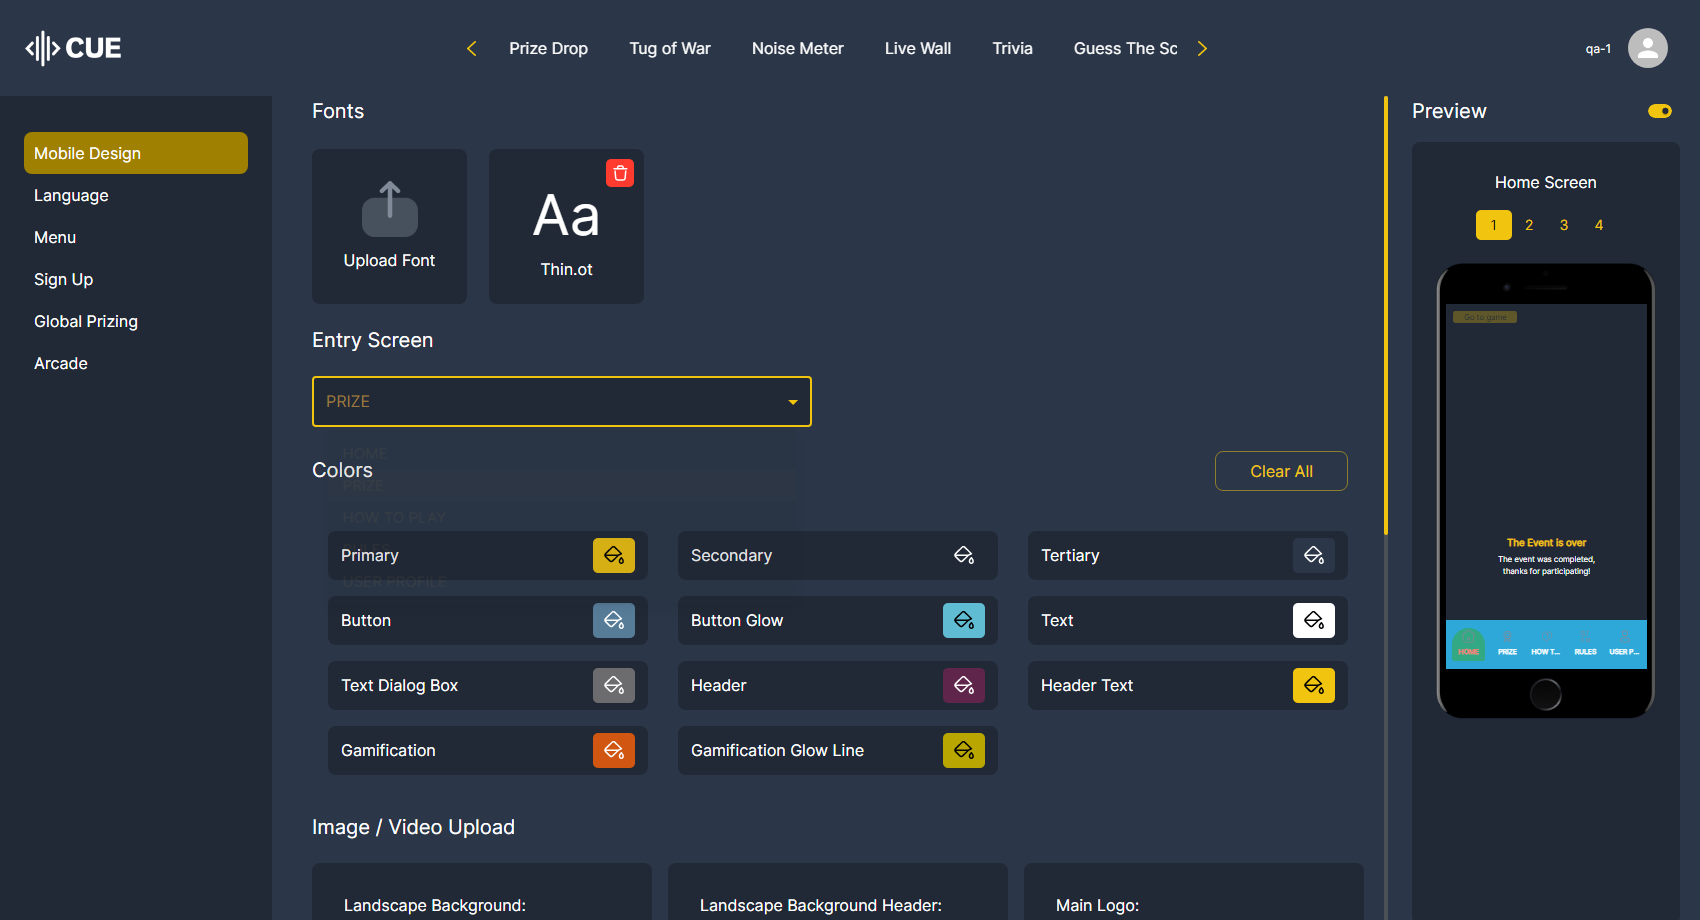 CUE
Prize Drop
Tug of War
Noise Meter
Live Wall
Trivia
Guess The Sc
qa-1
Mobile Design
Language
Menu
Sign Up
Global Prizing
Arcade
Fonts
Upload Font
Aa
Thin.ot
Entry Screen
PRIZE
HOME
PRIZE
HOW TO PLAY
USER PROFILE
Colors
Clear All
Primary
Secondary
Tertiary
Button
Button Glow
Text
Text Dialog Box
Header
Header Text
Gamification
Gamification Glow Line
Image / Video Upload
Landscape Background:
Landscape Background Header:
Main Logo:
Preview
Home Screen
1 2 3 4
Go to game
The Event is over
The event was completed,
thanks for participating!
HOME PRIZE HOW T... RULES USER P...